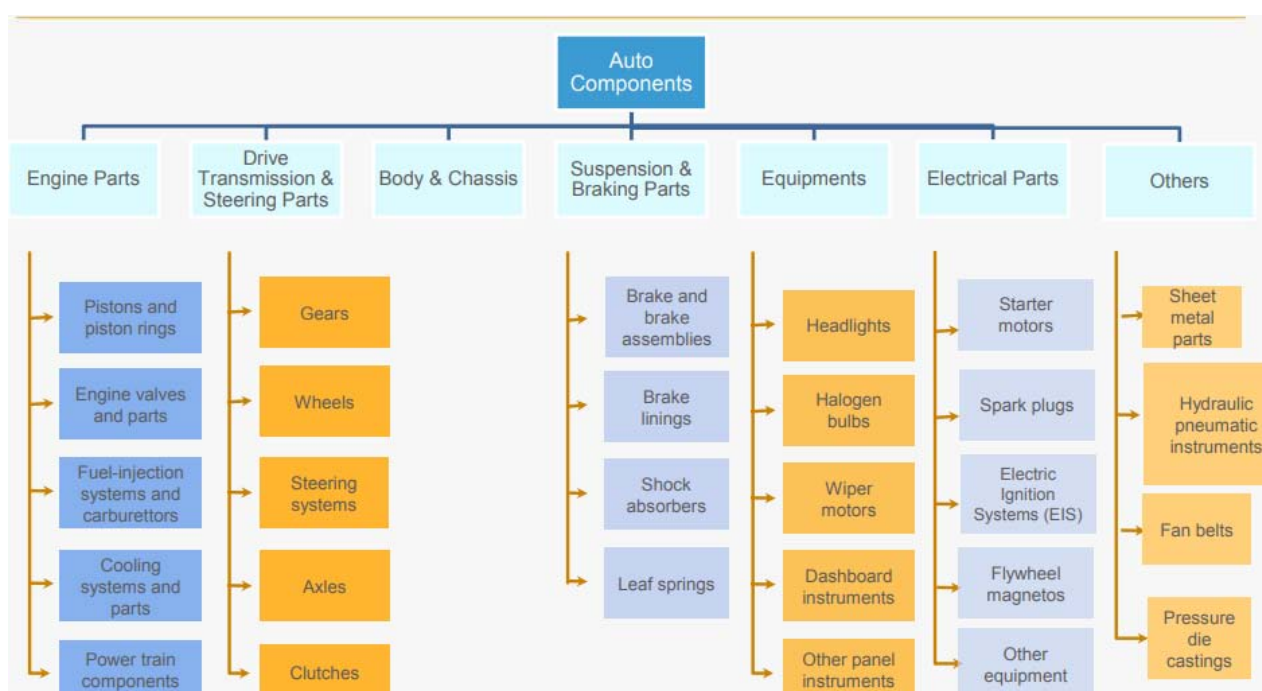 Auto
Components
Engine Parts
Drive
Transmission &
Steering Parts
Body & Chassis
Suspension &
Braking Parts
Equipments
Electrical Parts
Others
Pistons and
piston rings
Engine valves
and parts
Fuel-injection
systems and
carburettors
Cooling
systems and
parts
Power train
components
Gears
Wheels
Steering
systems
Axles
Clutches
Brake and
brake
assemblies
Brake
linings
Shock
absorbers
Leaf springs
Headlights
Halogen
bulbs
Wiper
motors
Dashboard
instruments
Other panel
instruments
Starter
motors
Spark plugs
Electric
Ignition
Systems (EIS)
Flywheel
magnetos
Other
equipment
Sheet
metal
parts
Hydraulic
pneumatic
instruments
Fan belts
Pressure
die
castings